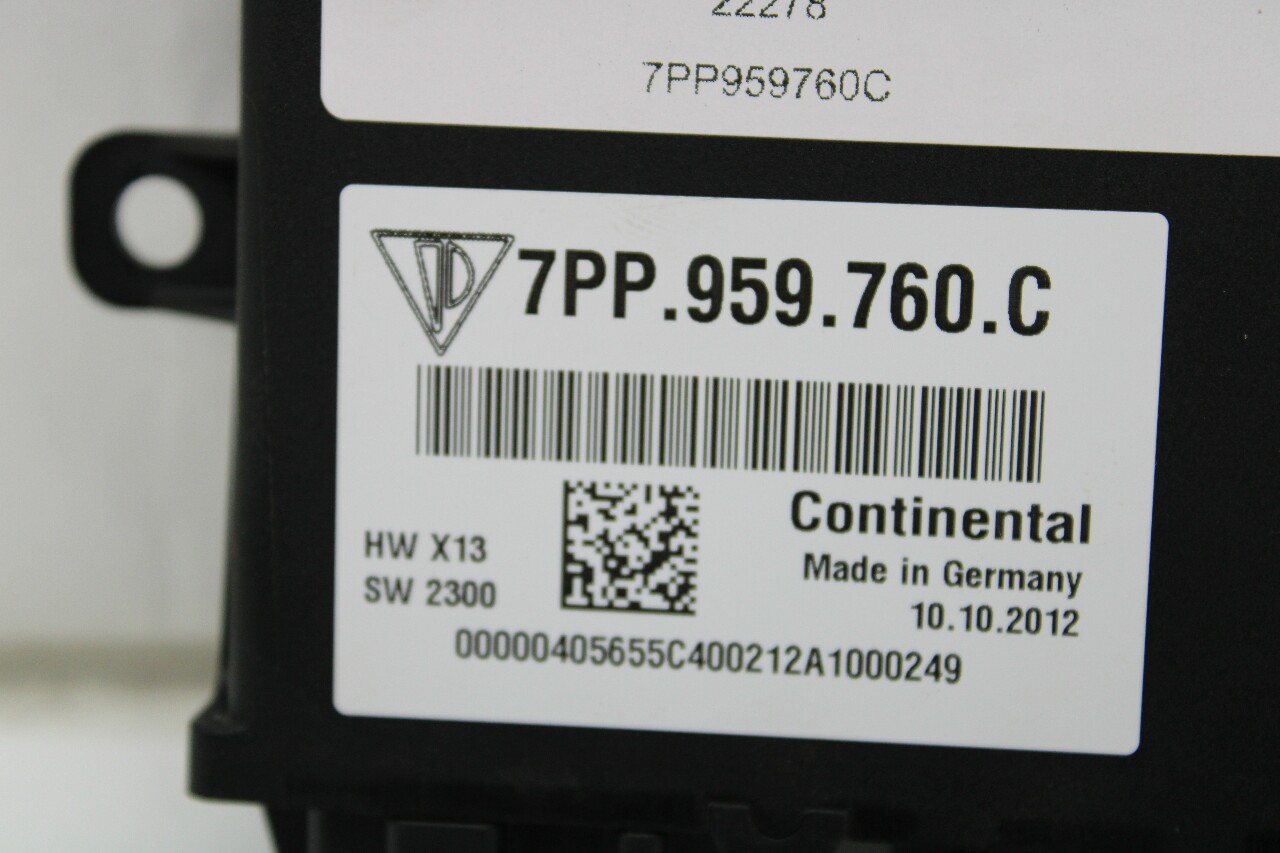 22278
7PP959760C
7PP.959.760.C
Continental
HW X13
Made in Germany
SW 2300
10.10.2012
00000405655C400212A1000249